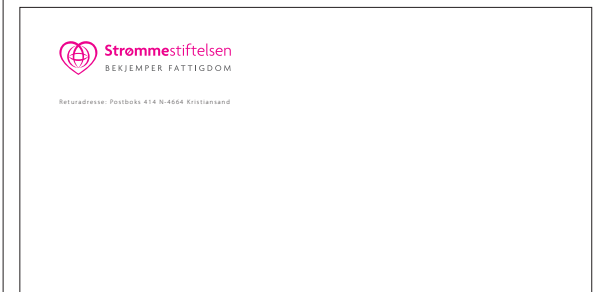 Strømmestiftelsen
BEKJEMPER FATTIGDOM
Returadresse: Postboks 414 N-4664 Kristiansand